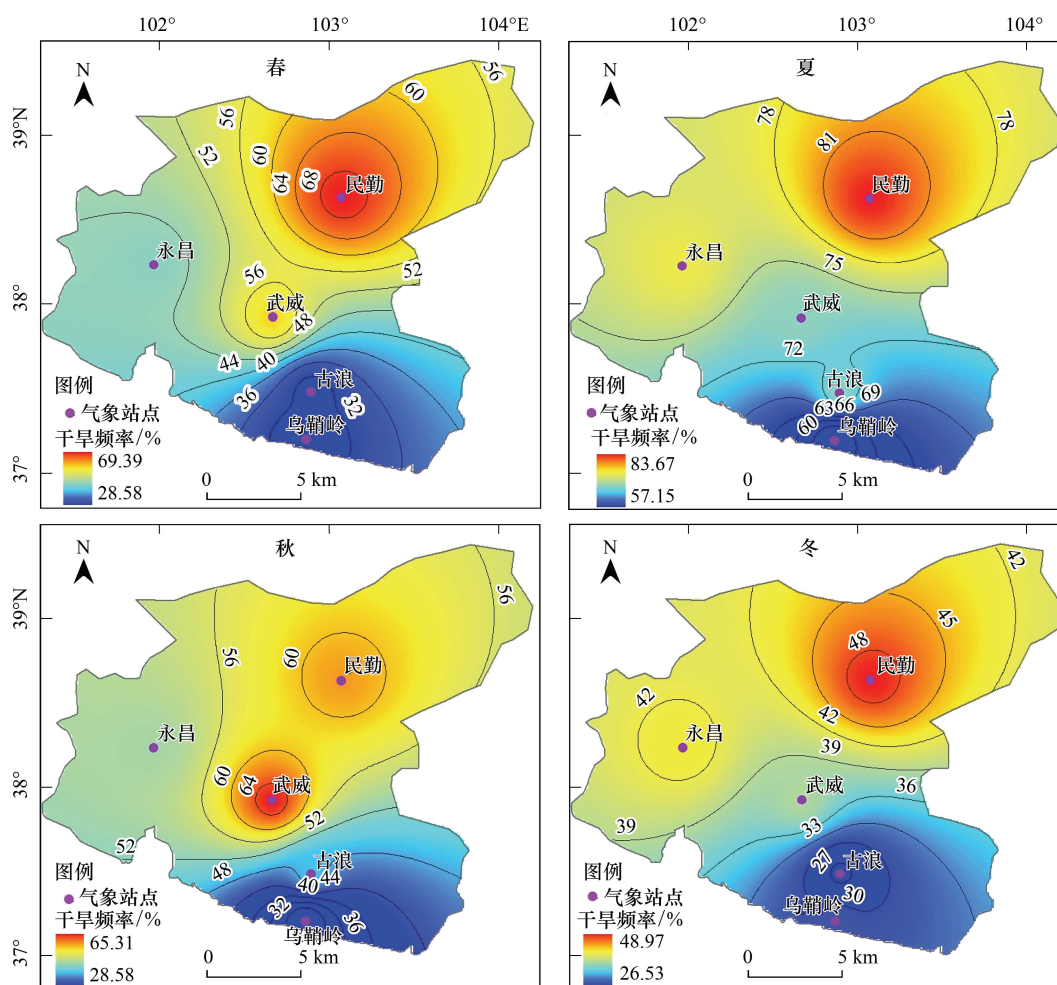 102°
103°
104°E
39°N
38°
37°
N
春
56
60
56
52
60
64
68
民勤
永昌
56
52
武威
48
44
40
36
古浪
32
乌鞘岭
图例
气象站点
干旱频率/%
69.39
28.58
0
5 km
102°
103°
104°
N
夏
78
78
81
民勤
永昌
75
武威
72
古浪
69
66
63
60
乌鞘岭
图例
气象站点
干旱频率/%
83.67
57.15
0
5 km
39°N
38°
37°
N
秋
56
56
60
民勤
永昌
60
64
武威
52
52
48
古浪
44
40
32
36
乌鞘岭
图例
气象站点
干旱频率/%
65.31
28.58
0
5 km
N
冬
42
45
48
民勤
42
42
永昌
39
武威
36
39
33
27
古浪
30
乌鞘岭
图例
气象站点
干旱频率/%
48.97
26.53
0
5 km